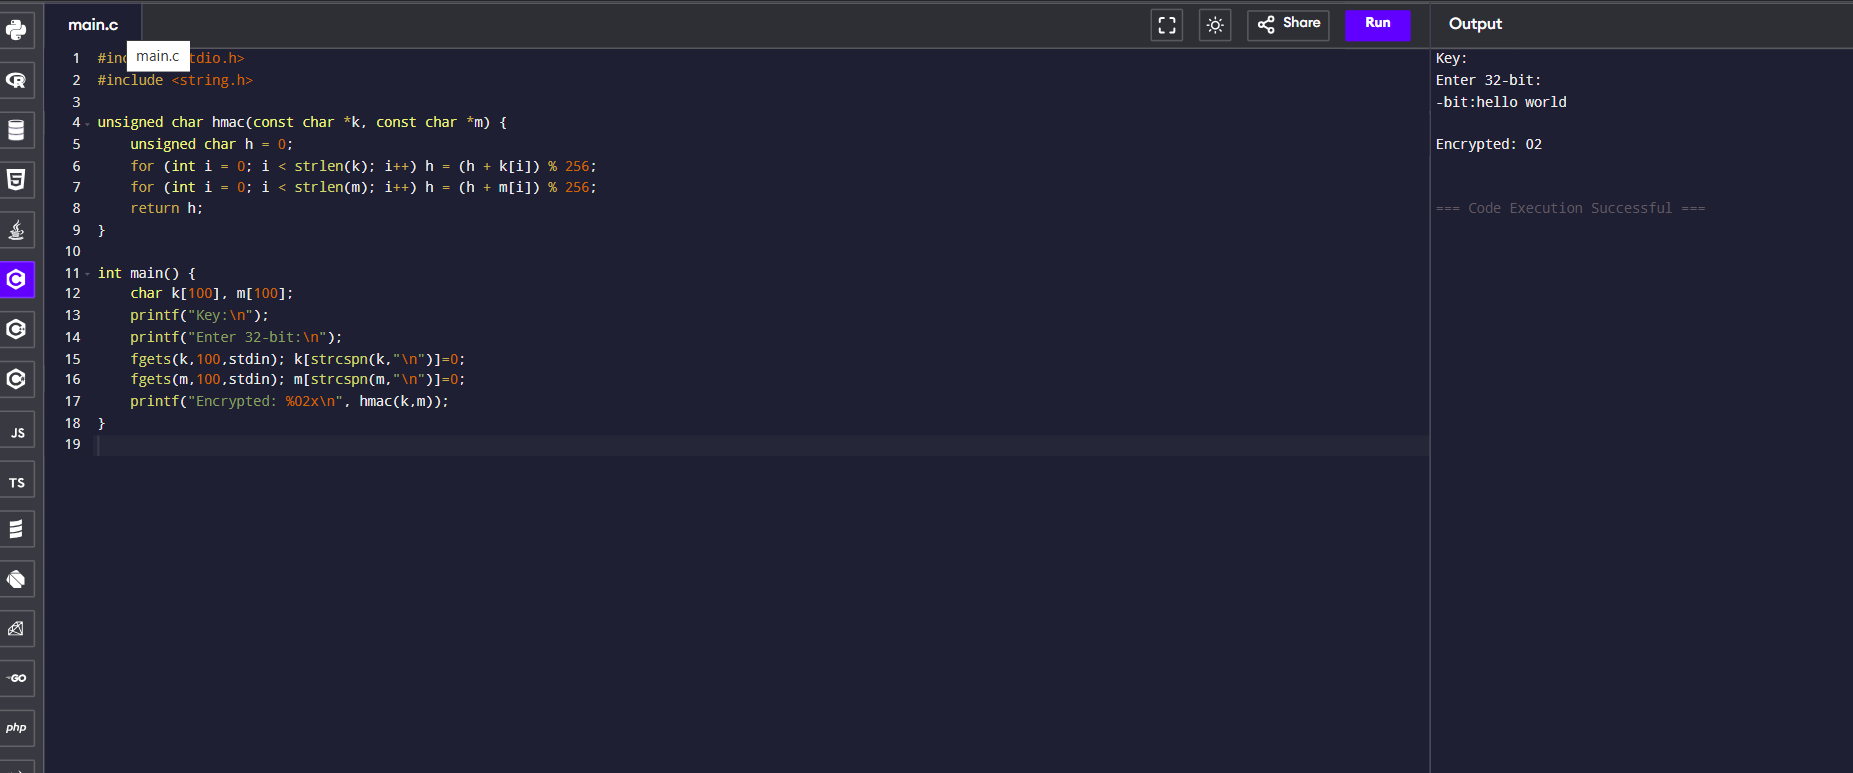 main.c
Share
Run
Output
main.c
1 #inc tdio.h>
2 #include <string.h>
3
4 unsigned char hmac(const char *k, const char *m) {
5 unsigned char h = 0;
6 for (int i = 0; i < strlen(k); i++) h = (h + k[i]) % 256;
7 for (int i = 0; i < strlen(m); i++) h = (h + m[i]) % 256;
8 return h;
9 }
10
11 int main() {
12 char k[100], m[100];
13 printf("Key:\n");
14 printf("Enter 32-bit:\n");
15 fgets(k,100,stdin); k[strcspn(k,"\n")]=0;
16 fgets(m,100,stdin); m[strcspn(m,"\n")]=0;
17 printf("Encrypted: %02x\n", hmac(k,m));
18 }
19
Key:
Enter 32-bit:
-bit:hello world
Encrypted: 02
=== Code Execution Successful ===
R
JS
TS
GO
php